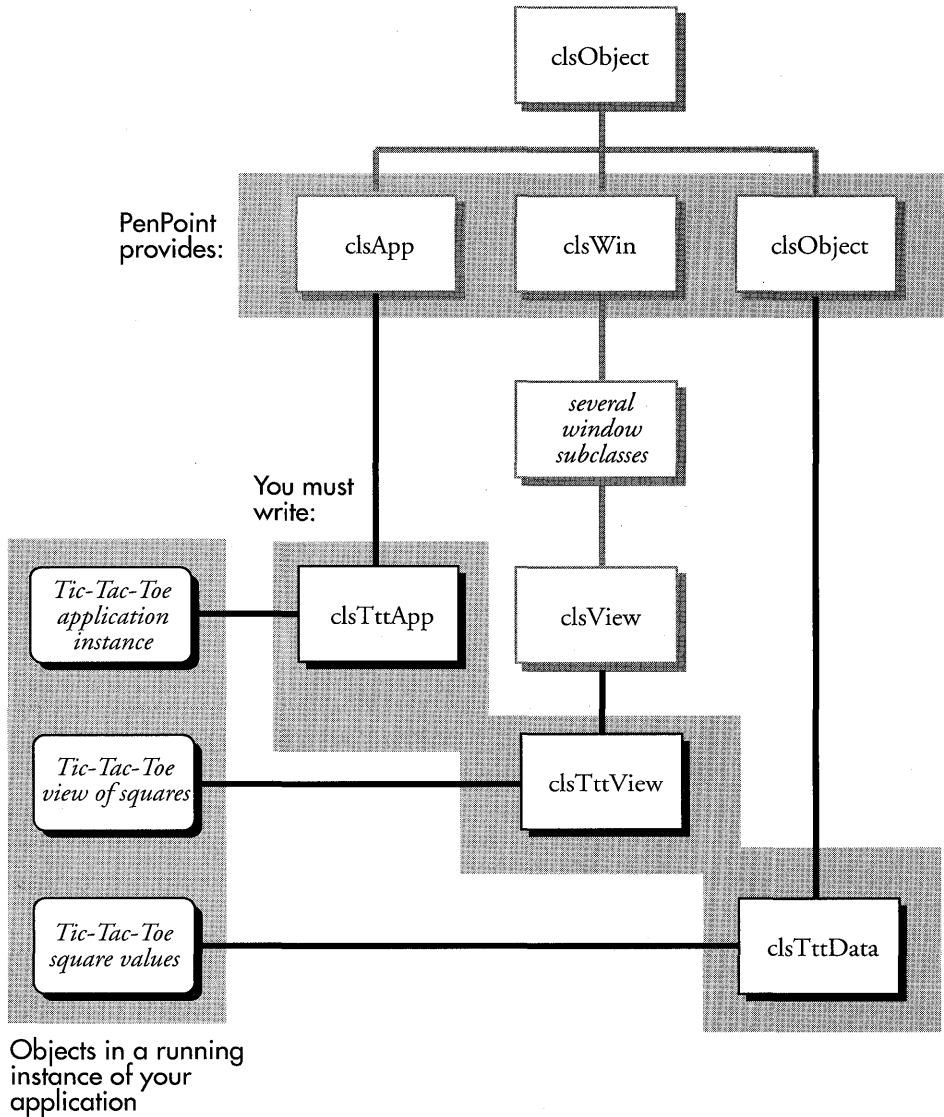 clsObject
PenPoint
provides:
clsApp
clsWin
clsObject
several
window
subclasses
You must
write:
Tic-Tac-Toe
application
instance
clsTttApp
clsView
Tic-Tac-Toe
view of squares
clsTttView
Tic-Tac-Toe
square values
clsTttData
Objects in a running
instance of your
application